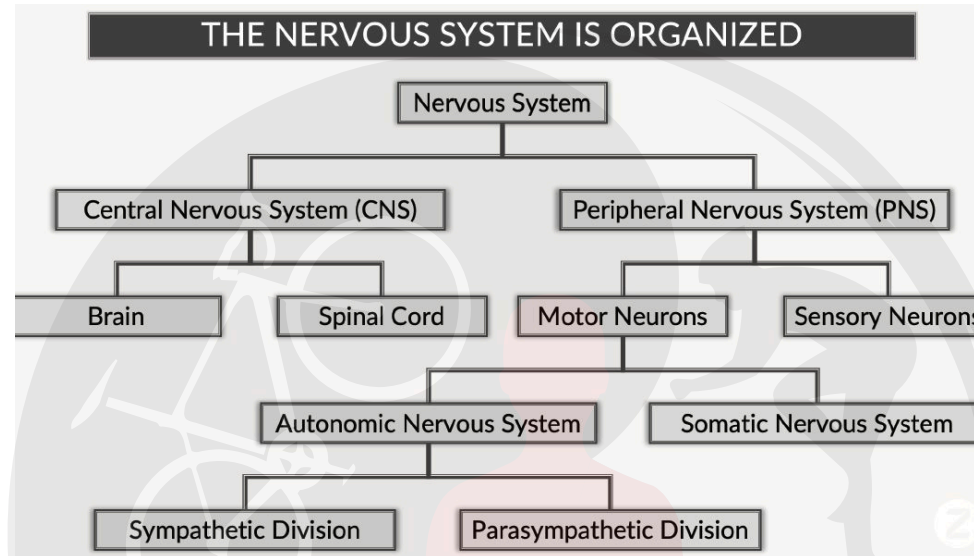 THE NERVOUS SYSTEM IS ORGANIZED
Nervous System
Central Nervous System (CNS)
Peripheral Nervous System (PNS)
Brain
Spinal Cord
Motor Neurons
Sensory Neurons
Autonomic Nervous System
Somatic Nervous System
Sympathetic Division
Parasympathetic Division
Z